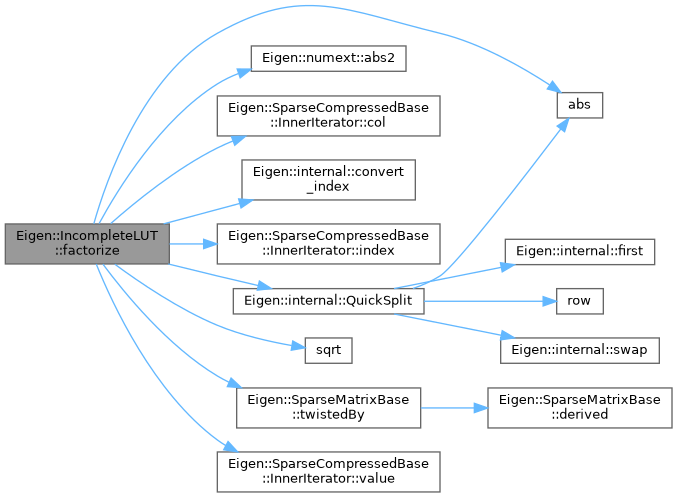 Eigen::IncompleteLUT
::factorize
abs
Eigen::numext::abs2
Eigen::SparseCompressedBase
::InnerIterator::col
Eigen::internal::convert
_index
Eigen::SparseCompressedBase
::InnerIterator::index
Eigen::internal::QuickSplit
Eigen::internal::first
row
Eigen::internal::swap
sqrt
Eigen::SparseMatrixBase
::twistedBy
Eigen::SparseMatrixBase
::derived
Eigen::SparseCompressedBase
::InnerIterator::value